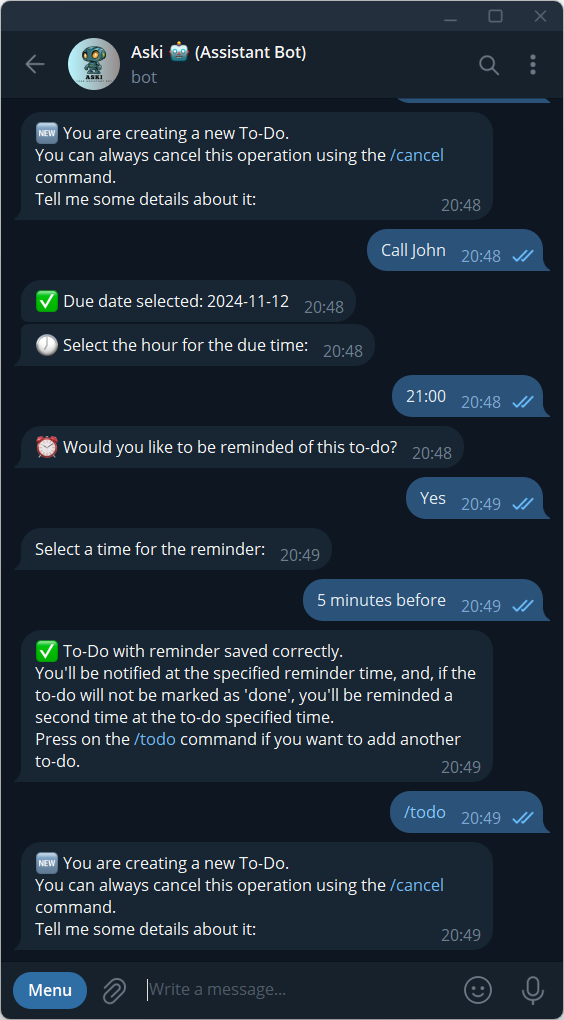 Aski 🤖 (Assistant Bot)
bot
ASKI
🆕 You are creating a new To-Do.
You can always cancel this operation using the /cancel
command.
Tell me some details about it:
20:48
Call John 20:48
✅ Due date selected: 2024-11-12 20:48
🕖 Select the hour for the due time: 20:48
21:00 20:48
⏰ Would you like to be reminded of this to-do? 20:48
Yes 20:49
Select a time for the reminder: 20:49
5 minutes before 20:49
✅ To-Do with reminder saved correctly.
You'll be notified at the specified reminder time, and, if the
to-do will not be marked as 'done', you'll be reminded a
second time at the to-do specified time.
Press on the /todo command if you want to add another
to-do.
20:49
/todo 20:49
🆕 You are creating a new To-Do.
You can always cancel this operation using the /cancel
command.
Tell me some details about it:
20:49
Menu
Write a message...